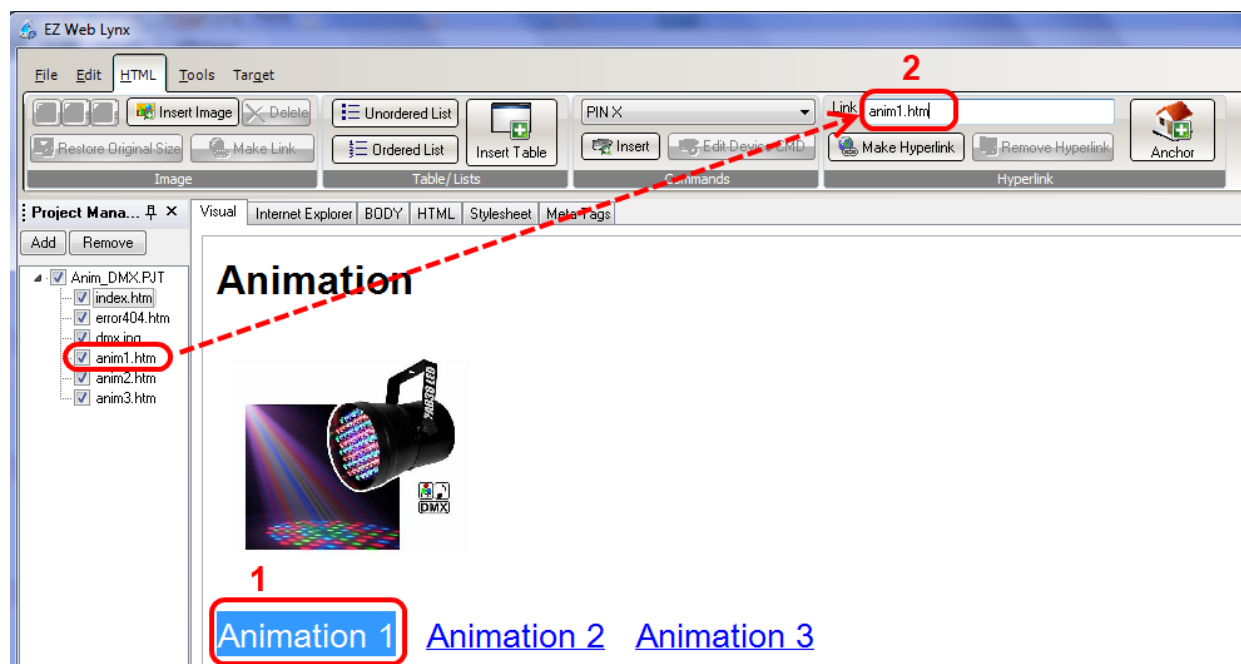 EZ Web Lynx
File Edit HTML Tools Target
2
Insert Image Delete Unordered List PIN X Link anim1.htm
Restore Original Size Make Link Ordered List Insert Table Insert Edit Device CMD Make Hyperlink Remove Hyperlink Anchor
Image Table/Lists Commands Hyperlink
Project Mana... Visual Internet Explorer BODY HTML Stylesheet Meta Tags
Add Remove
Anim_DMX.PJT
index.htm
error404.htm
dmx.jpg
anim1.htm
anim2.htm
anim3.htm
Animation
DMX
1
Animation 1 Animation 2 Animation 3